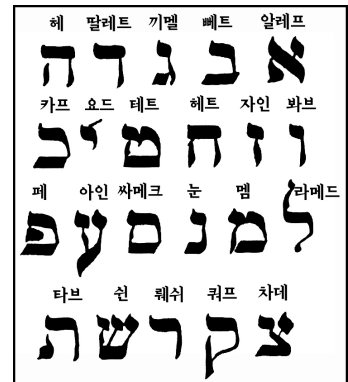 헤 딸레트 끼멜 뻬트 알레프
א ב ג ד ה
카프 요드 테트 헤트 자인 봐브
ו ז ח ט י כ
페 아인 싸메크 눈 멤 라메드
ל מ נ ס ע פ
타브 쉰 뤠쉬 쿼프 차데
צ ק ר ש ת